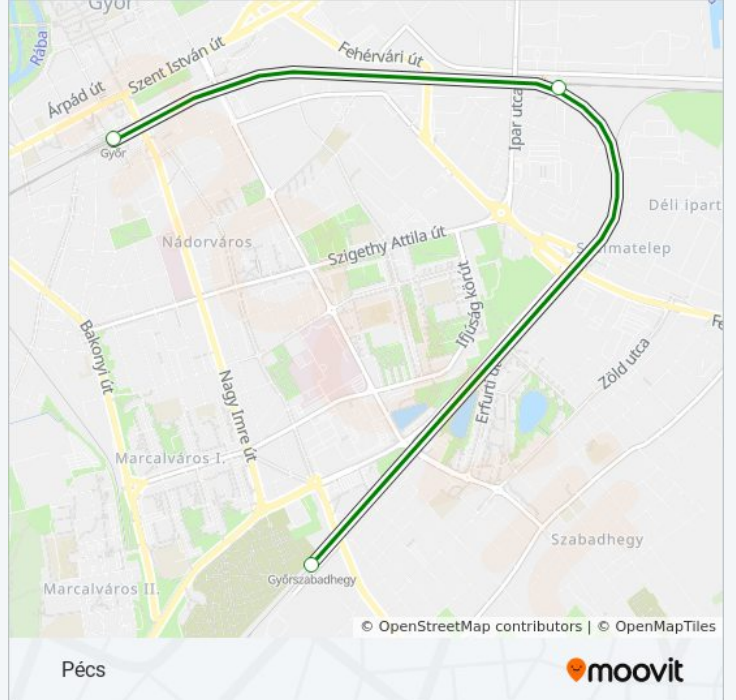 Győr
Rába
Szent István út
Fehérvári út
Árpád út
Ipar utca
Győr
Déli ipart
Nádorváros
Szigethy Attila út
Ifjúság körút
Bakonyi út
Zöld utca
Erfurti
Nagy Imre út
Marcalváros I.
Szabadhegy
Győrszabadhegy
Marcalváros II.
© OpenStreetMap contributors | © OpenMapTiles
Pécs
moovit